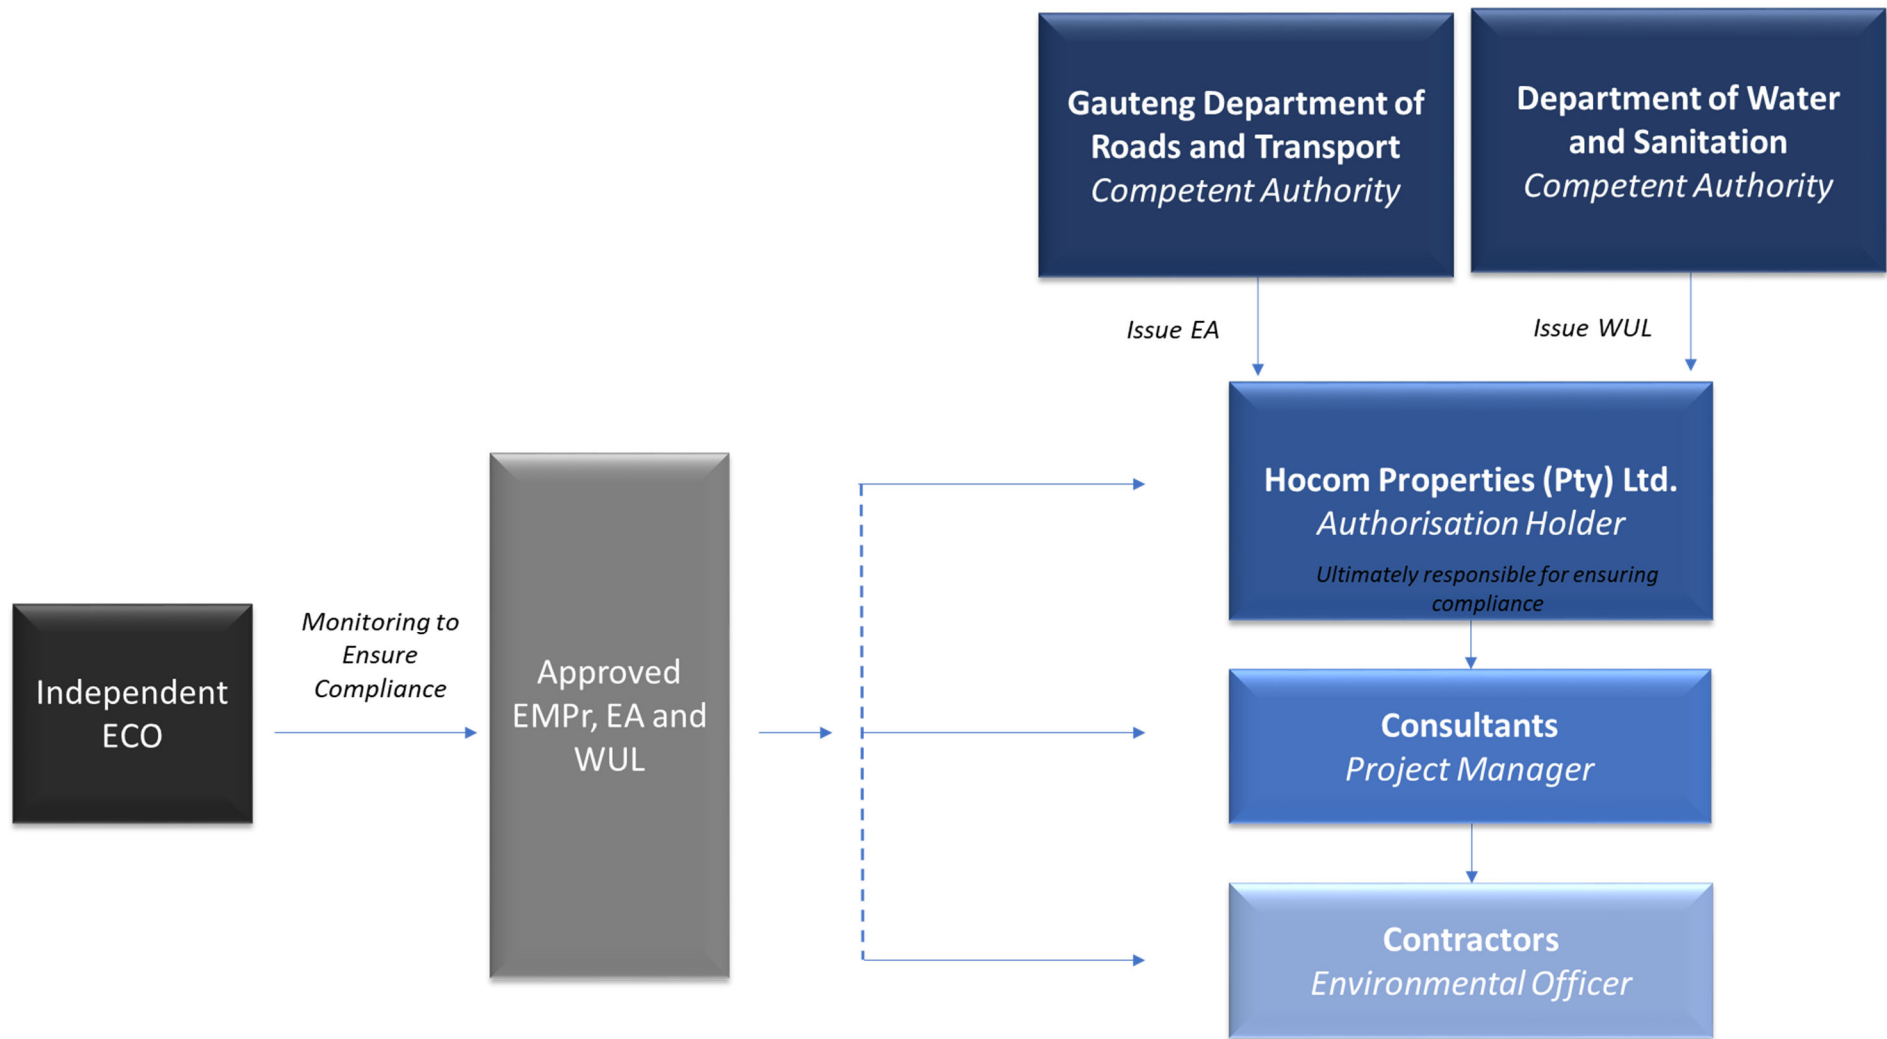 Gauteng Department of
Roads and Transport
Competent Authority
Department of Water
and Sanitation
Competent Authority
Issue EA
Issue WUL
Hocom Properties (Pty) Ltd.
Authorisation Holder
Ultimately responsible for ensuring
compliance
Independent
ECO
Monitoring to
Ensure
Compliance
Approved
EMPr, EA and
WUL
Consultants
Project Manager
Contractors
Environmental Officer